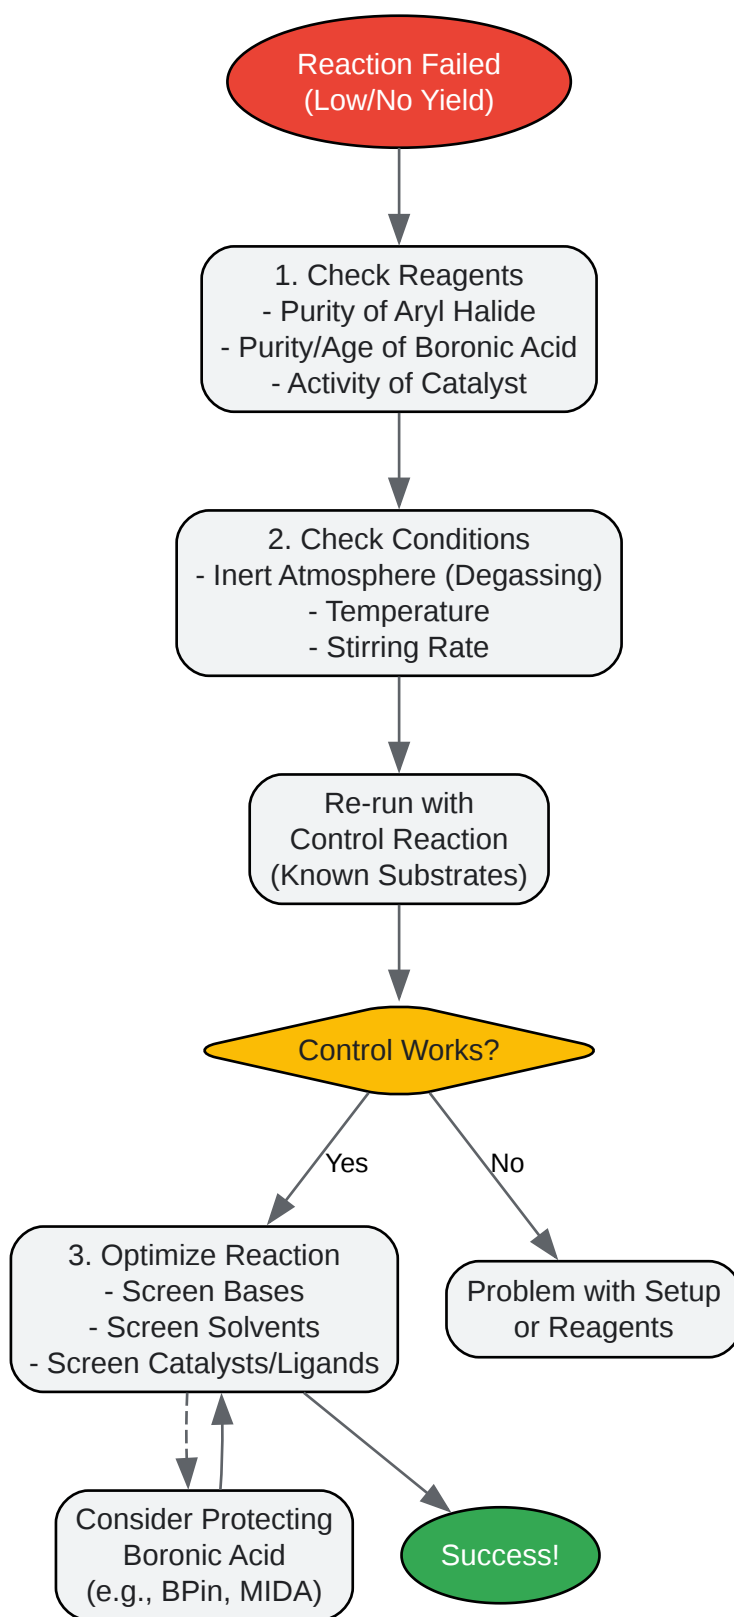 Reaction Failed
(Low/No Yield)
1. Check Reagents
- Purity of Aryl Halide
- Purity/Age of Boronic Acid
- Activity of Catalyst
2. Check Conditions
- Inert Atmosphere (Degassing)
- Temperature
- Stirring Rate
Re-run with
Control Reaction
(Known Substrates)
Control Works?
Yes
No
3. Optimize Reaction
- Screen Bases
- Screen Solvents
- Screen Catalysts/Ligands
Problem with Setup
or Reagents
Consider Protecting
Boronic Acid
(e.g., BPin, MIDA)
Success!